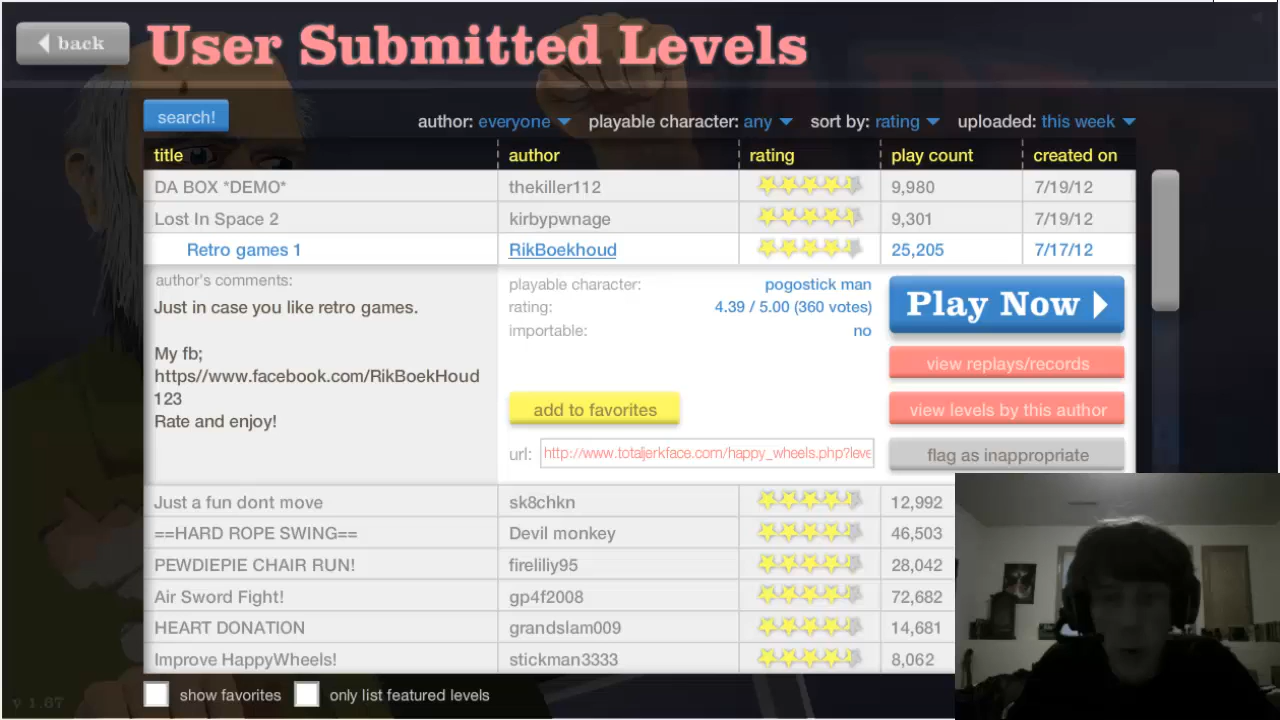 back
User Submitted Levels
search!
author: everyone playable character: any sort by: rating uploaded: this week
title author rating play count created on
DA BOX *DEMO* thekiller112 9,980 7/19/12
Lost In Space 2 kirbypwnage 9,301 7/19/12
Retro games 1 RikBoekhoud 25,205 7/17/12
author's comments:
Just in case you like retro games.
My fb;
https//www.facebook.com/RikBoekHoud
123
Rate and enjoy!
playable character: pogostick man
rating: 4.39 / 5.00 (360 votes)
importable: no
add to favorites
url: http://www.totaljerkface.com/happy_wheels.php?leve
Play Now
view replays/records
view levels by this author
flag as inappropriate
Just a fun dont move sk8chkn 12,992
==HARD ROPE SWING== Devil monkey 46,503
PEWDIEPIE CHAIR RUN! fireliliy95 28,042
Air Sword Fight! gp4f2008 72,682
HEART DONATION grandslam009 14,681
Improve HappyWheels! stickman3333 8,062
show favorites only list featured levels
v 1.67